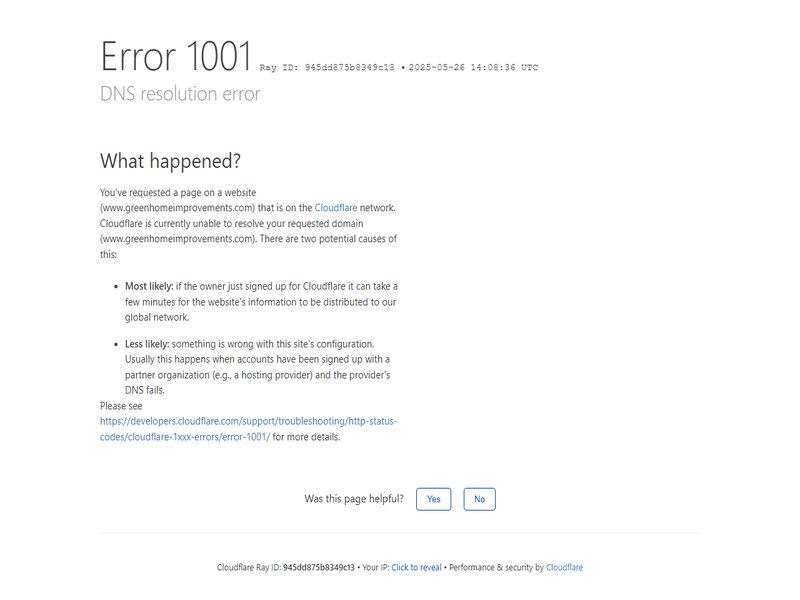 Error 1001 Ray ID: 945dd875b8349c13 • 2025-05-26 14:08:36 UTC
DNS resolution error
What happened?
You've requested a page on a website
(www.greenhomeimprovements.com) that is on the Cloudflare network.
Cloudflare is currently unable to resolve your requested domain
(www.greenhomeimprovements.com). There are two potential causes of
this:
• Most likely: if the owner just signed up for Cloudflare it can take a
few minutes for the website's information to be distributed to our
global network.
• Less likely: something is wrong with this site's configuration.
Usually this happens when accounts have been signed up with a
partner organization (e.g., a hosting provider) and the provider's
DNS fails.
Please see
https://developers.cloudflare.com/support/troubleshooting/http-status-
codes/cloudflare-1xxx-errors/error-1001/ for more details.
Was this page helpful? Yes No
Cloudflare Ray ID: 945dd875b8349c13 • Your IP: Click to reveal • Performance & security by Cloudflare